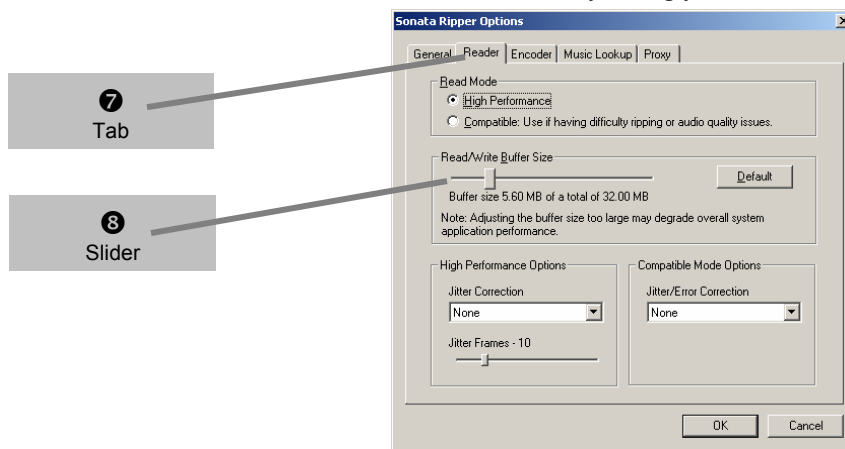 Sonata Ripper Options
General Reader Encoder Music Lookup Proxy
❼
Tab
Read Mode
High Performance
Compatible: Use if having difficulty ripping or audio quality issues.
Read/Write Buffer Size
Default
Buffer size 5.60 MB of a total of 32.00 MB
Note: Adjusting the buffer size too large may degrade overall system
application performance.
❽
Slider
High Performance Options
Jitter Correction
None
Jitter Frames - 10
Compatible Mode Options
Jitter/Error Correction
None
OK Cancel